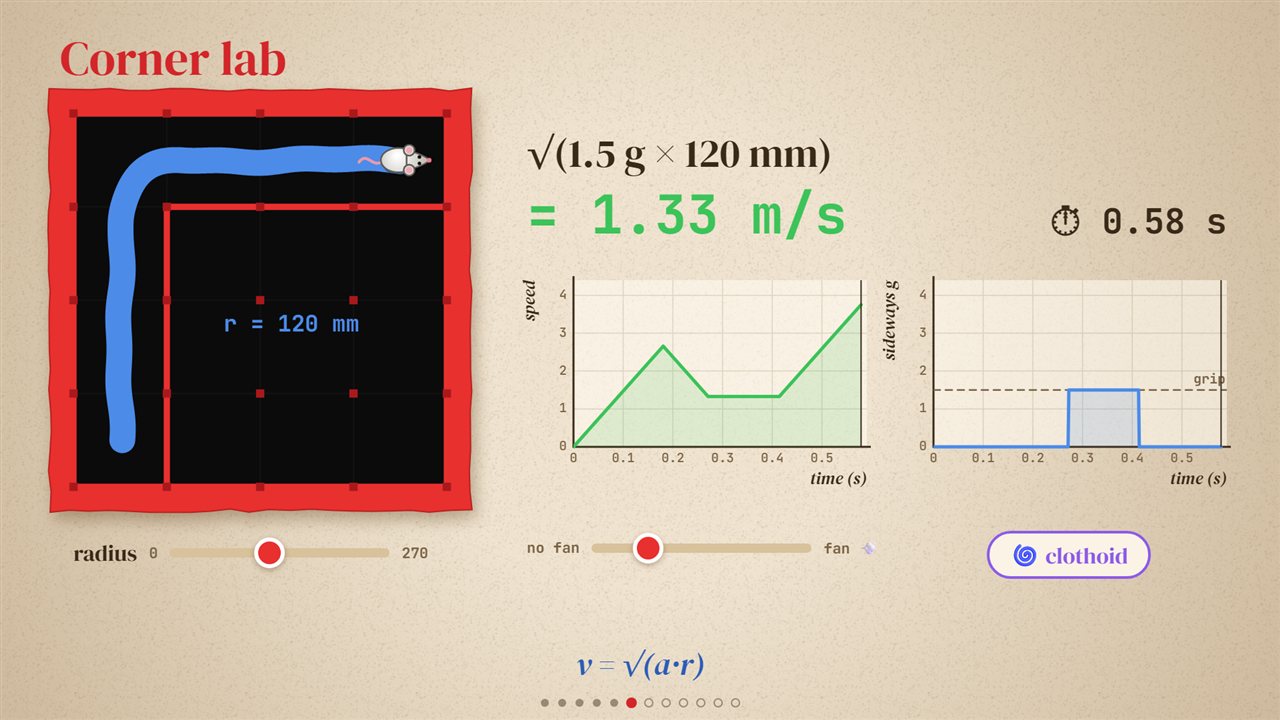 Corner lab
√(1.5 g × 120 mm)
= 1.33 m/s
⏱ 0.58 s
r = 120 mm
speed
4
3
2
1
0
0 0.1 0.2 0.3 0.4 0.5
time (s)
sideways g
4
3
2
1
0
grip
0 0.1 0.2 0.3 0.4 0.5
time (s)
radius 0 270
no fan fan
🌀 clothoid
v = √(a·r)